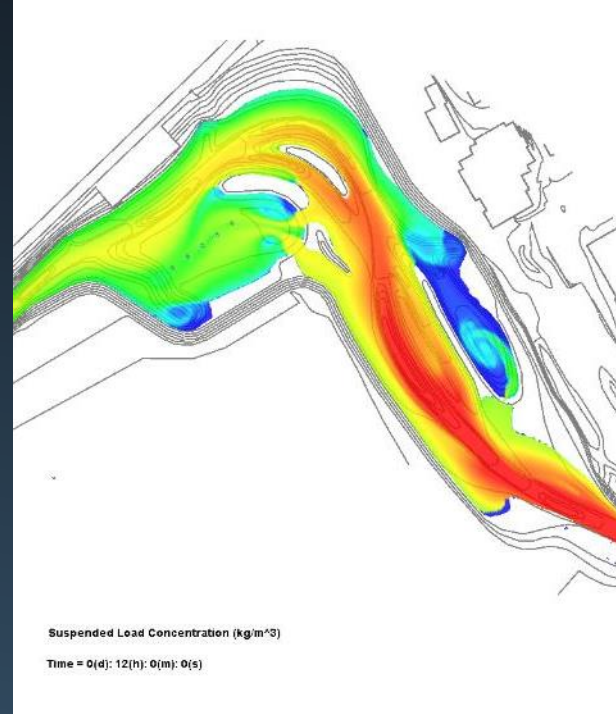 Suspended Load Concentration (kg/m^3)
Time = 0(d): 12(h): 0(m): 0(s)